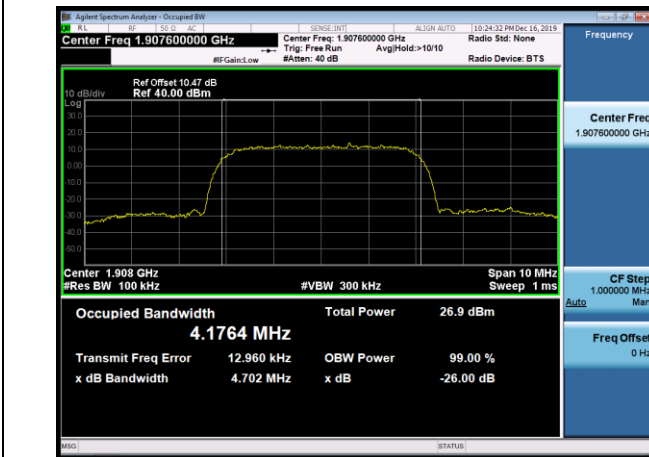 Agilent Spectrum Analyzer - Occupied BW
RL RF 50 Ω AC SENSE:INT ALIGN AUTO 10:24:32 PM Dec 16, 2019
Center Freq 1.907600000 GHz
Center Freq: 1.907600000 GHz
Radio Std: None
Trig: Free Run Avg|Hold:>10/10
#IFGain:Low #Atten: 40 dB Radio Device: BTS
Ref Offset 10.47 dB
10 dB/div Ref 40.00 dBm
Log
30.0
20.0
10.0
0.00
-10.0
-20.0
-30.0
-40.0
-50.0
Center 1.908 GHz Span 10 MHz
#Res BW 100 kHz #VBW 300 kHz Sweep 1 ms
Occupied Bandwidth Total Power 26.9 dBm
4.1764 MHz
Transmit Freq Error 12.960 kHz OBW Power 99.00 %
x dB Bandwidth 4.702 MHz x dB -26.00 dB
MSG STATUS
Frequency
Center Freq
1.907600000 GHz
CF Step
1.000000 MHz
Auto Man
Freq Offset
0 Hz